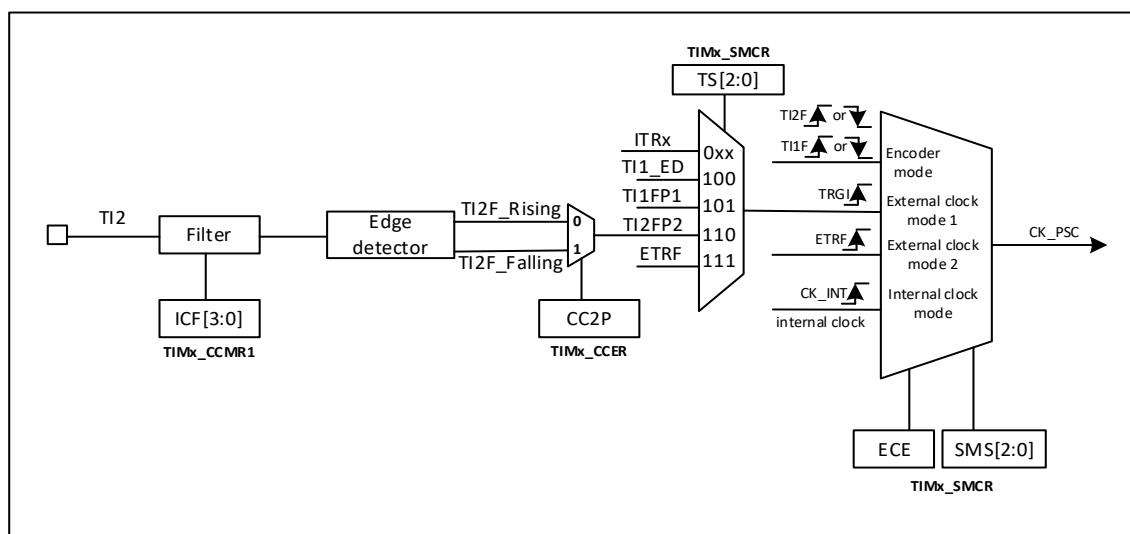 TIMx_SMCR
TS[2:0]
TI2F or
TI1F or
Encoder
mode
ITRx
0xx
TI1_ED
100
TI1FP1
101
TI2FP2
110
ETRF
111
TRGI
External clock
mode 1
ETRF
External clock
mode 2
CK_INT
internal clock
Internal clock
mode
CK_PSC
TI2
Filter
Edge
detector
TI2F_Rising
0
TI2F_Falling
1
ICF[3:0]
TIMx_CCMR1
CC2P
TIMx_CCER
ECE
SMS[2:0]
TIMx_SMCR